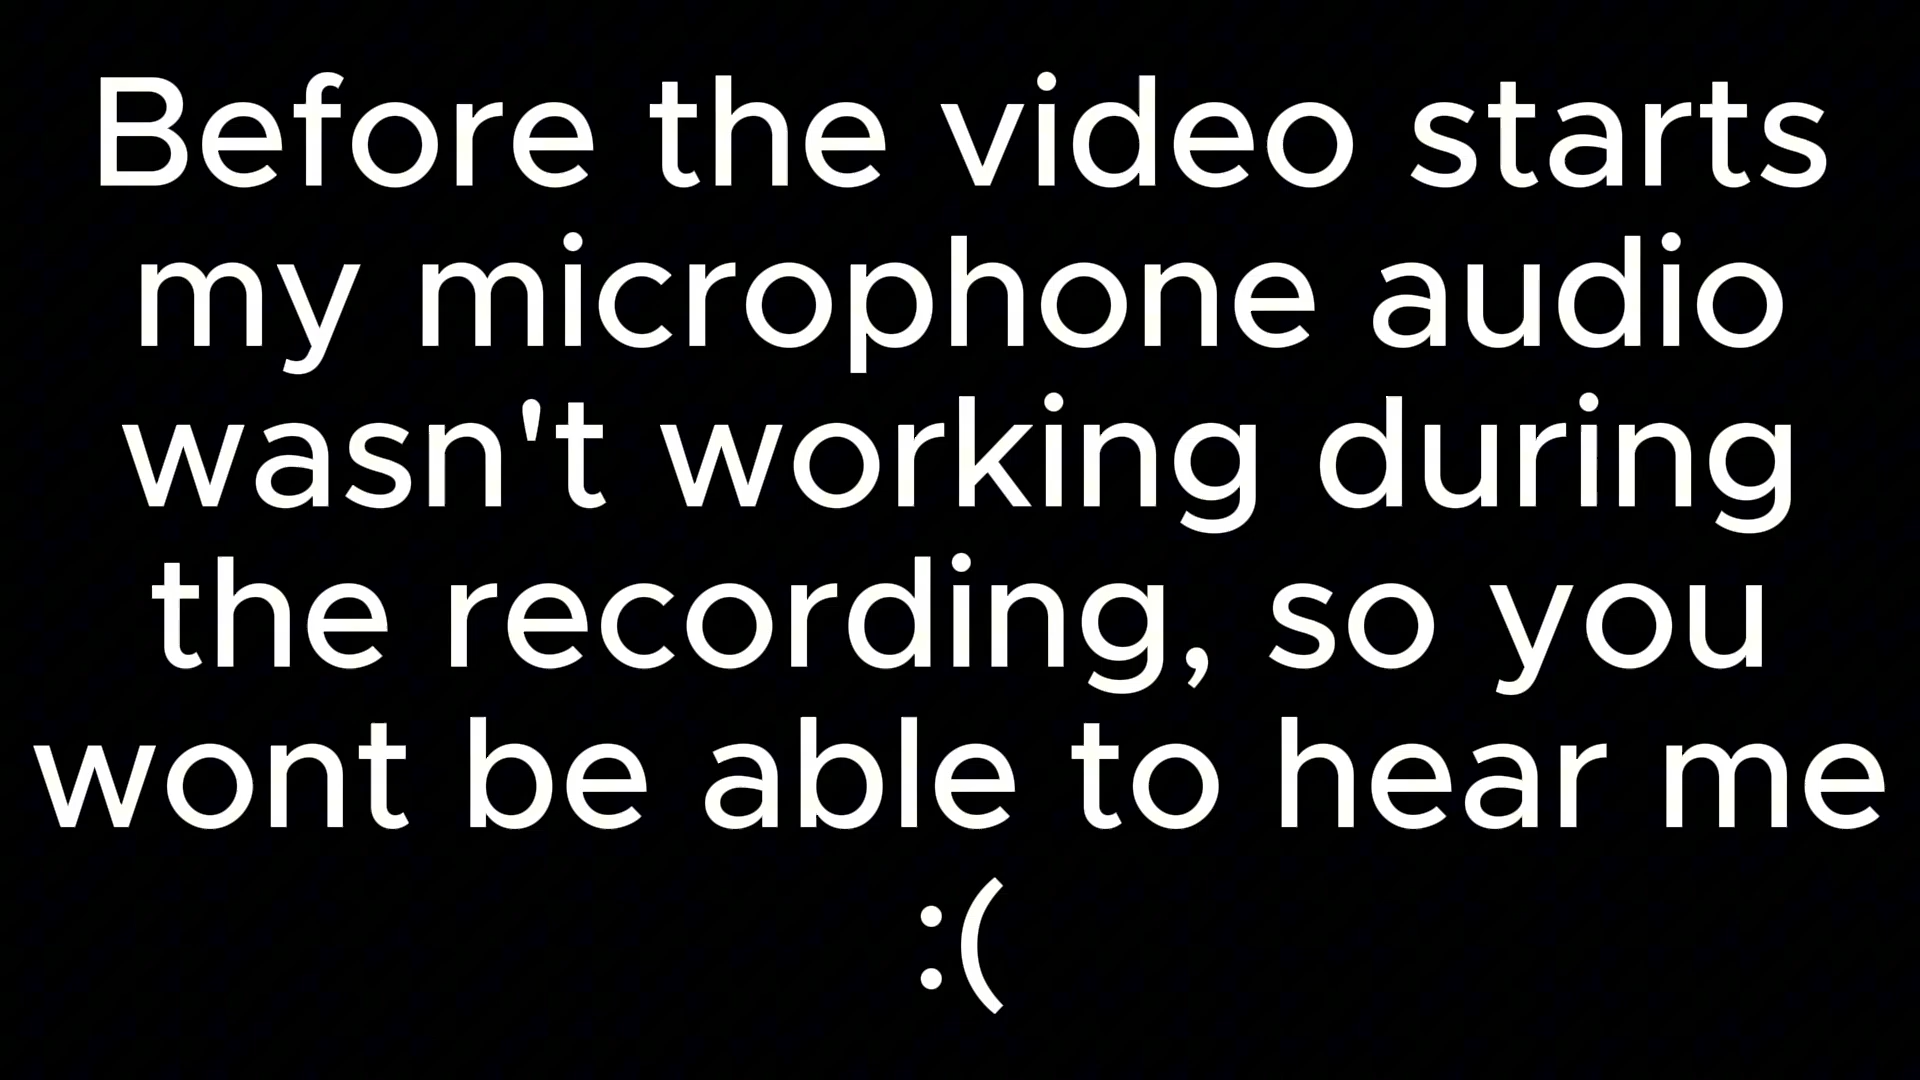 Before the video starts
my microphone audio
wasn't working during
the recording, so you
wont be able to hear me
:(